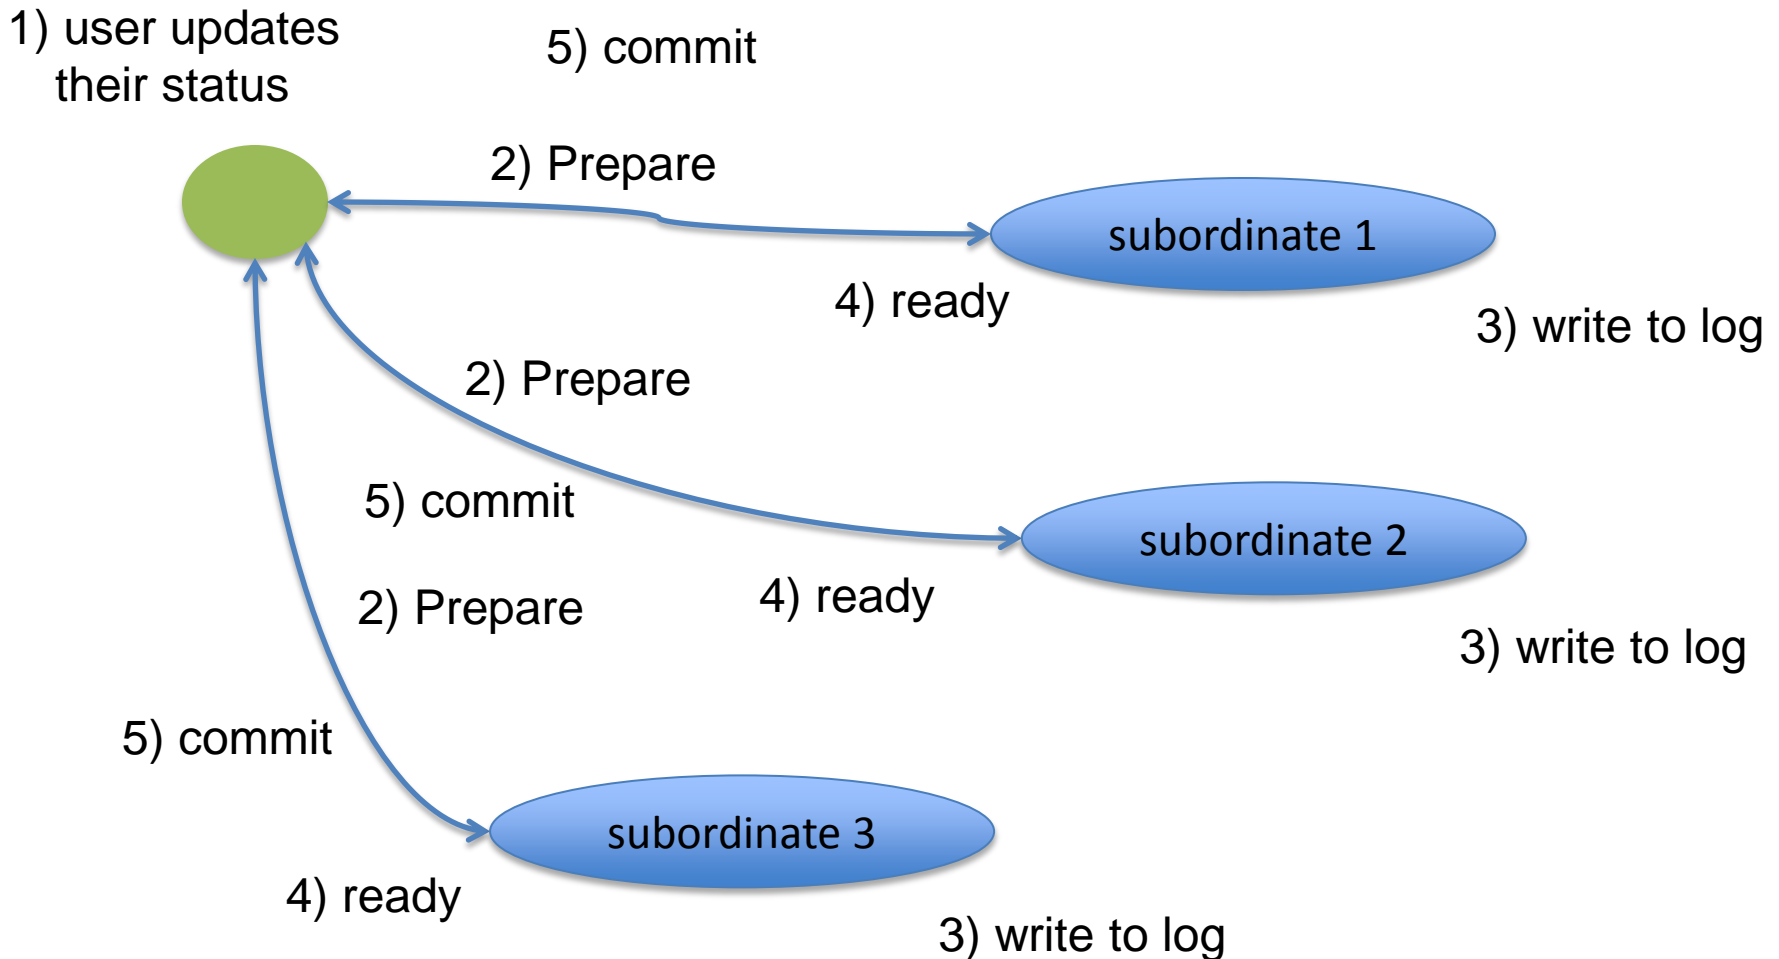 1) user updates
their status
5) commit
2) Prepare
subordinate 1
4) ready
3) write to log
2) Prepare
5) commit
subordinate 2
4) ready
2) Prepare
3) write to log
5) commit
subordinate 3
4) ready
3) write to log